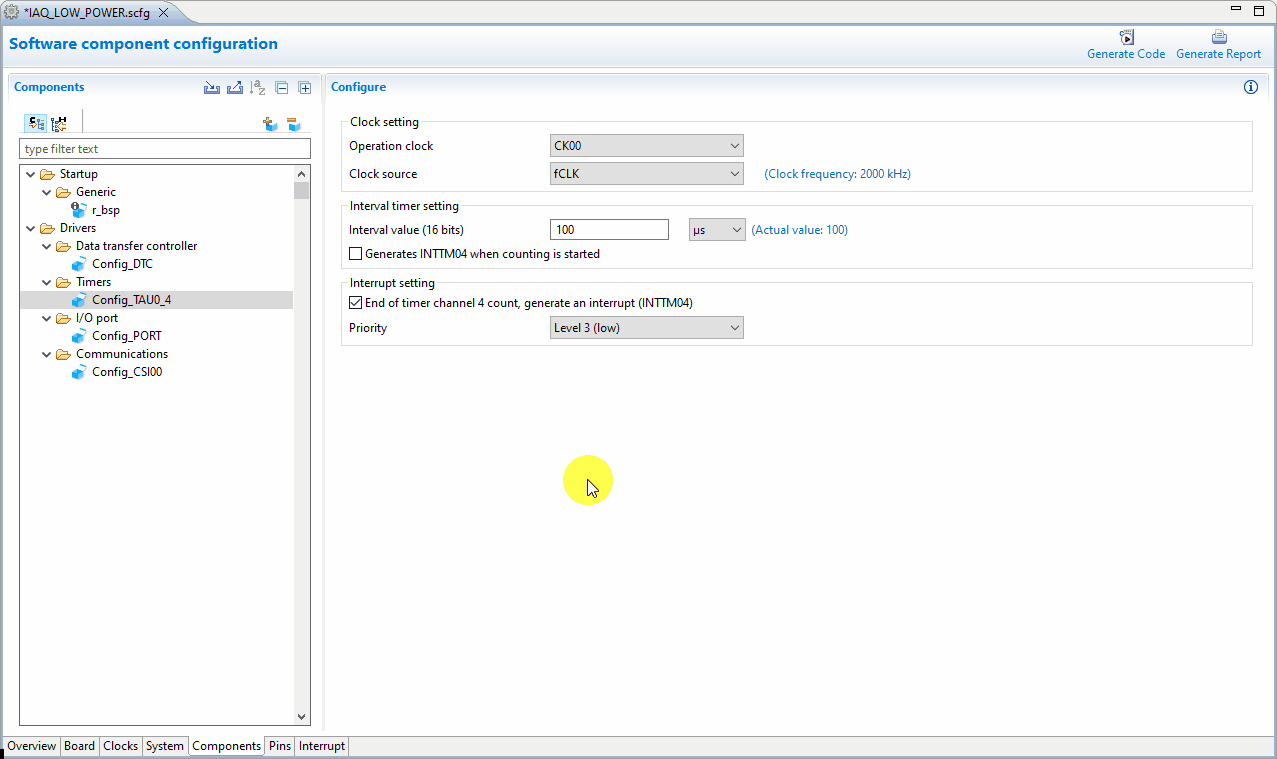 *IAQ_LOW_POWER.scfg
Software component configuration
Generate Code Generate Report
Components
Configure
type filter text
Startup
Generic
r_bsp
Drivers
Data transfer controller
Config_DTC
Timers
Config_TAU0_4
I/O port
Config_PORT
Communications
Config_CSI00
Clock setting
Operation clock CK00
Clock source fCLK (Clock frequency: 2000 kHz)
Interval timer setting
Interval value (16 bits) 100 µs (Actual value: 100)
Generates INTTM04 when counting is started
Interrupt setting
End of timer channel 4 count, generate an interrupt (INTTM04)
Priority Level 3 (low)
Overview Board Clocks System Components Pins Interrupt